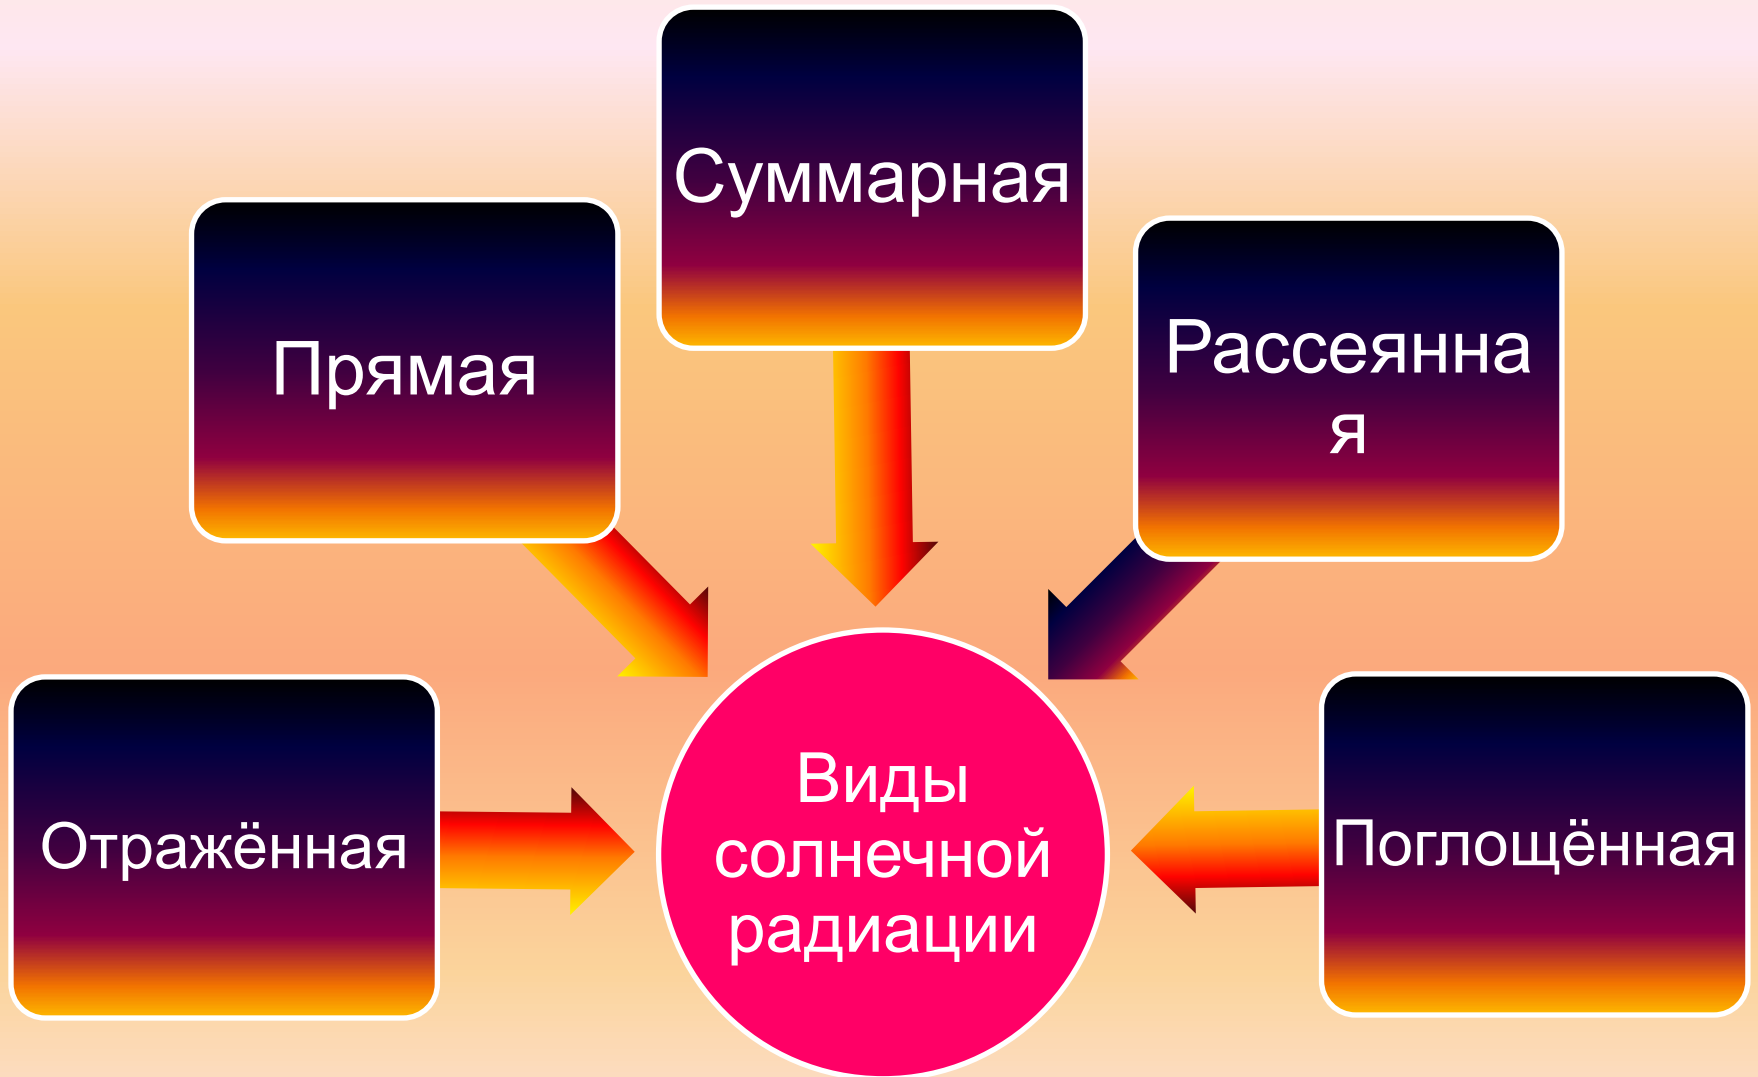 Суммарная
Прямая
Рассеянна
я
Отражённая
Поглощённая
Виды
солнечной
радиации